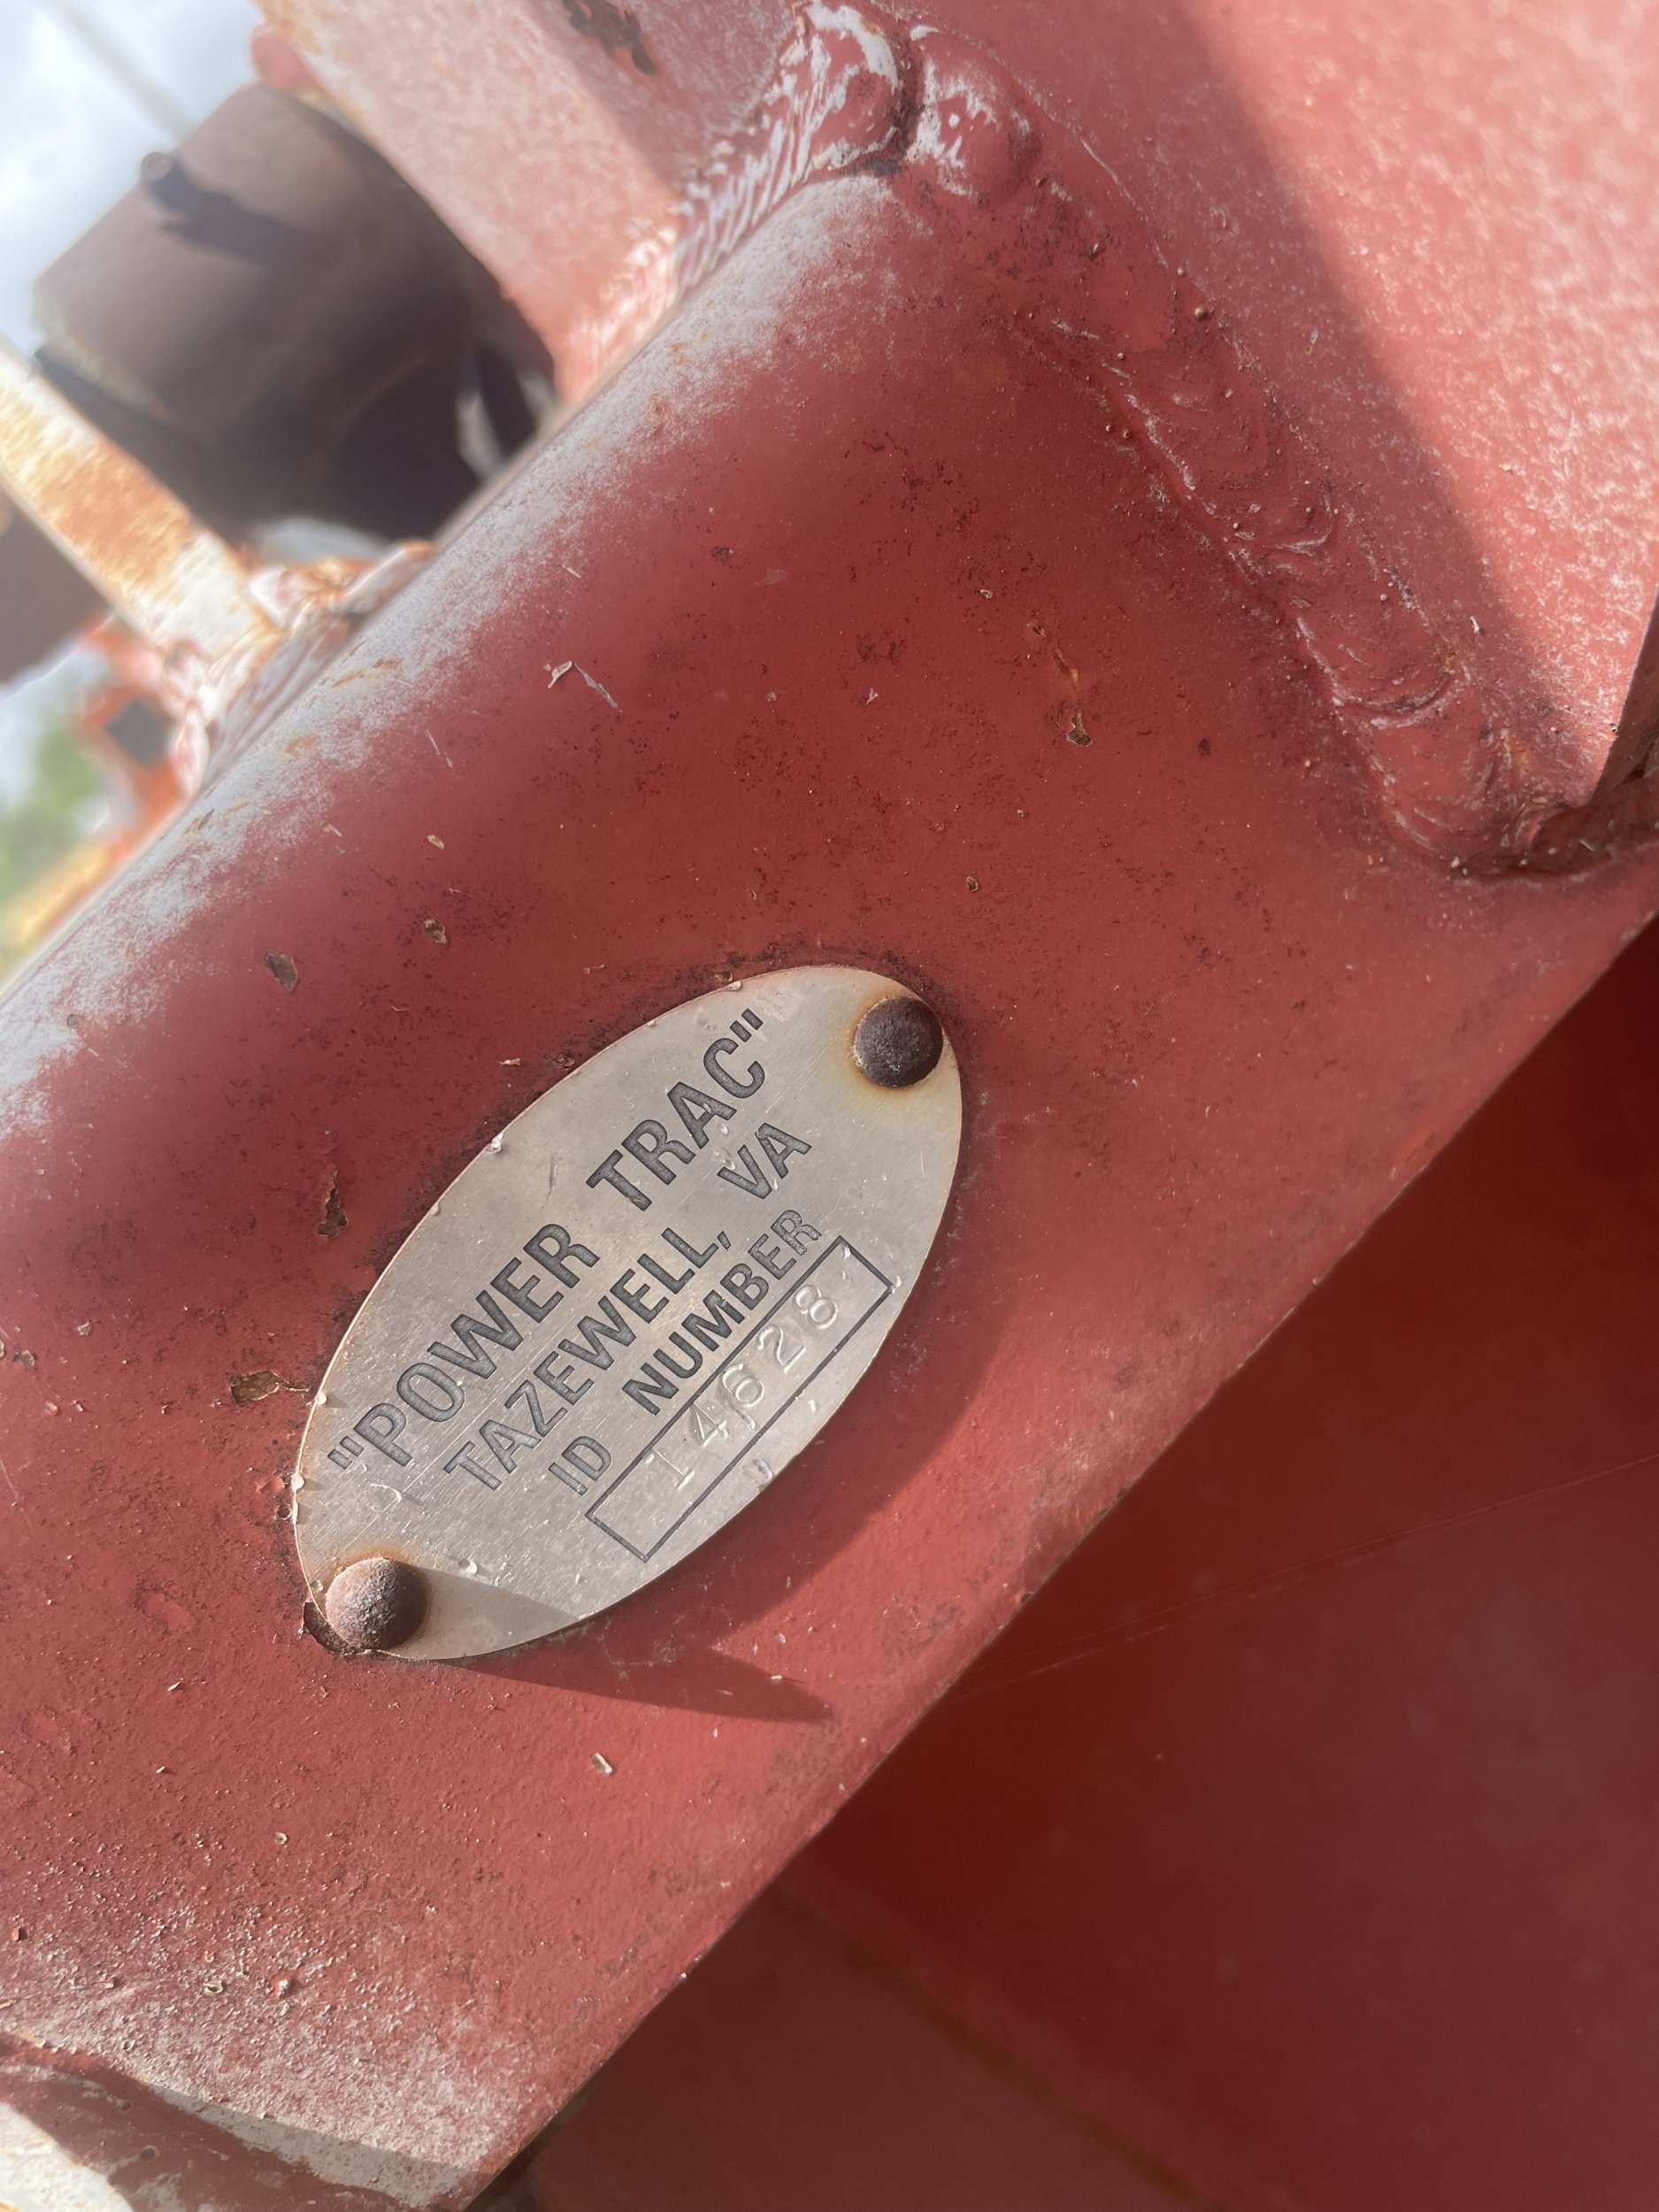 "POWER TRAC"
TAZEWELL, VA
ID NUMBER
14628